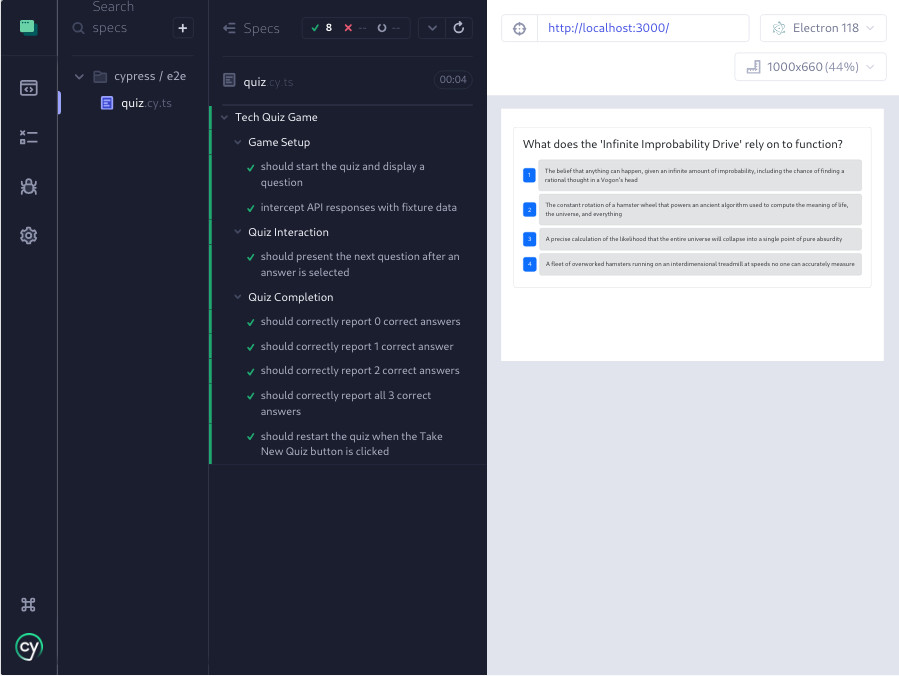 Search
specs
+
cypress / e2e
quiz.cy.ts
Specs
8
--
--
quiz.cy.ts
00:04
Tech Quiz Game
Game Setup
should start the quiz and display a
question
intercept API responses with fixture data
Quiz Interaction
should present the next question after an
answer is selected
Quiz Completion
should correctly report 0 correct answers
should correctly report 1 correct answer
should correctly report 2 correct answers
should correctly report all 3 correct
answers
should restart the quiz when the Take
New Quiz button is clicked
cy
http://localhost:3000/
Electron 118
1000x660 (44%)
What does the 'Infinite Improbability Drive' rely on to function?
1
The belief that anything can happen, given an infinite amount of improbability, including the chance of finding a
rational thought in a Vogon's head
2
The constant rotation of a hamster-wheel that powers an ancient algorithm used to compute the meaning of life,
the universe, and everything
3
A precise calculation of the likelihood that the entire universe will collapse into a single point of pure absurdity
4
A fleet of overworked hamsters running on an interdimensional treadmill at speeds no one can accurately measure